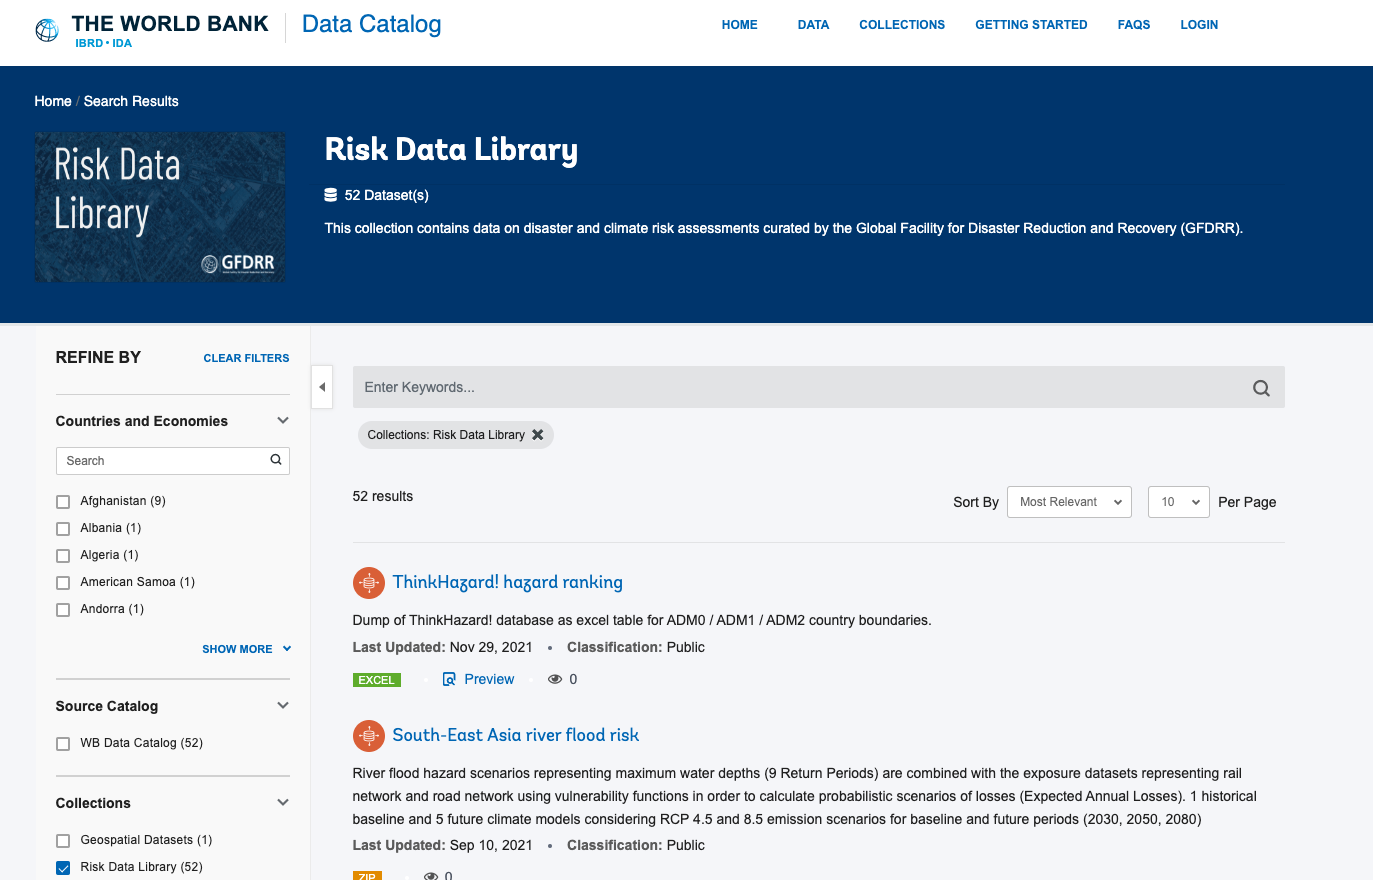 THE WORLD BANK
IBRD • IDA
Data Catalog
HOME
DATA
COLLECTIONS
GETTING STARTED
FAQS
LOGIN
Home / Search Results
Risk Data
Library
GFDRR
Risk Data Library
52 Dataset(s)
This collection contains data on disaster and climate risk assessments curated by the Global Facility for Disaster Reduction and Recovery (GFDRR).
REFINE BY
CLEAR FILTERS
Countries and Economies
Search
Afghanistan (9)
Albania (1)
Algeria (1)
American Samoa (1)
Andorra (1)
SHOW MORE
Source Catalog
WB Data Catalog (52)
Collections
Geospatial Datasets (1)
Risk Data Library (52)
Enter Keywords...
Collections: Risk Data Library
52 results
Sort By Most Relevant 10 Per Page
ThinkHazard! hazard ranking
Dump of ThinkHazard! database as excel table for ADM0 / ADM1 / ADM2 country boundaries.
Last Updated: Nov 29, 2021 • Classification: Public
EXCEL Preview 0
South-East Asia river flood risk
River flood hazard scenarios representing maximum water depths (9 Return Periods) are combined with the exposure datasets representing rail
network and road network using vulnerability functions in order to calculate probabilistic scenarios of losses (Expected Annual Losses). 1 historical
baseline and 5 future climate models considering RCP 4.5 and 8.5 emission scenarios for baseline and future periods (2030, 2050, 2080)
Last Updated: Sep 10, 2021 • Classification: Public
ZIP 0